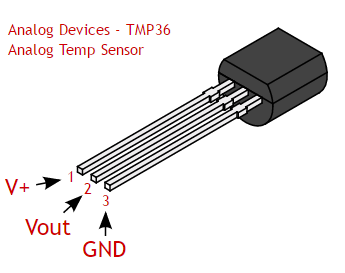 Analog Devices - TMP36
Analog Temp Sensor
1
V+
2
Vout
3
GND